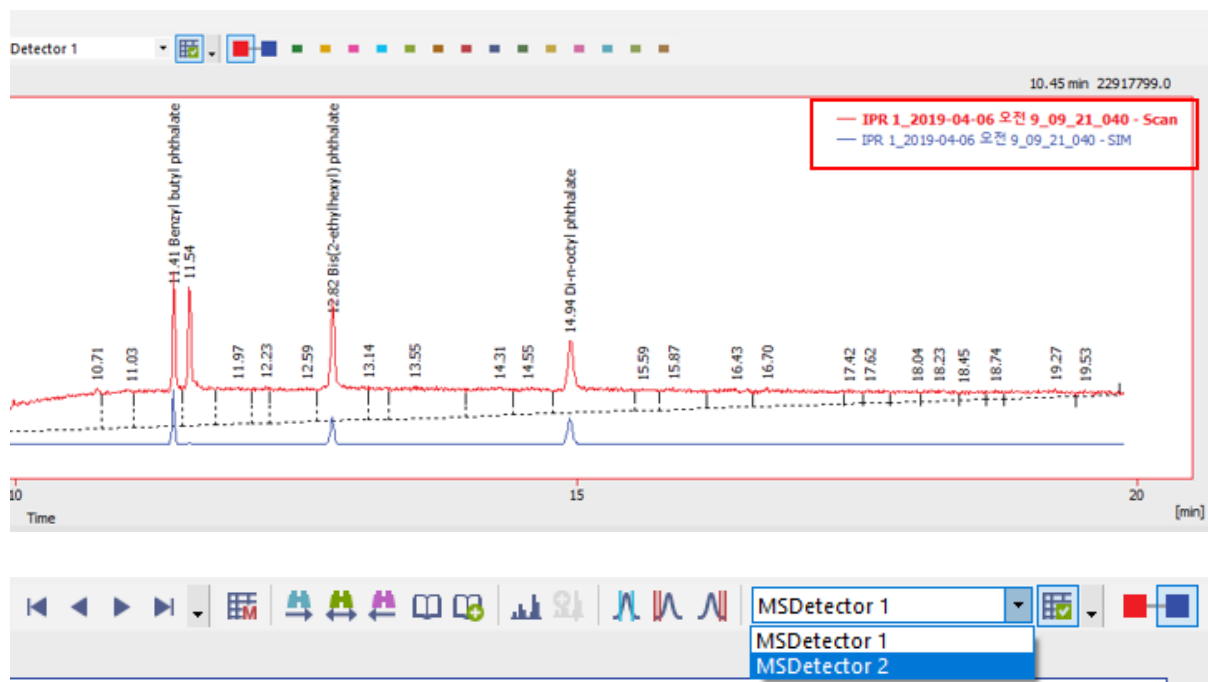 Detector 1
10.45 min 22917799.0
IPR 1_2019-04-06 오전 9_09_21_040 - Scan
IPR 1_2019-04-06 오전 9_09_21_040 - SIM
10.71
11.03
11.41 Benzyl butyl phthalate
11.54
11.97
12.23
12.59
12.82 Bis(2-ethylhexyl) phthalate
13.14
13.55
14.31
14.55
14.94 Di-n-octyl phthalate
15.59
15.87
16.43
16.70
17.42
17.62
18.04
18.23
18.45
18.74
19.27
19.53
10
15
20
Time
[min]
M
MSDetector 1
MSDetector 1
MSDetector 2